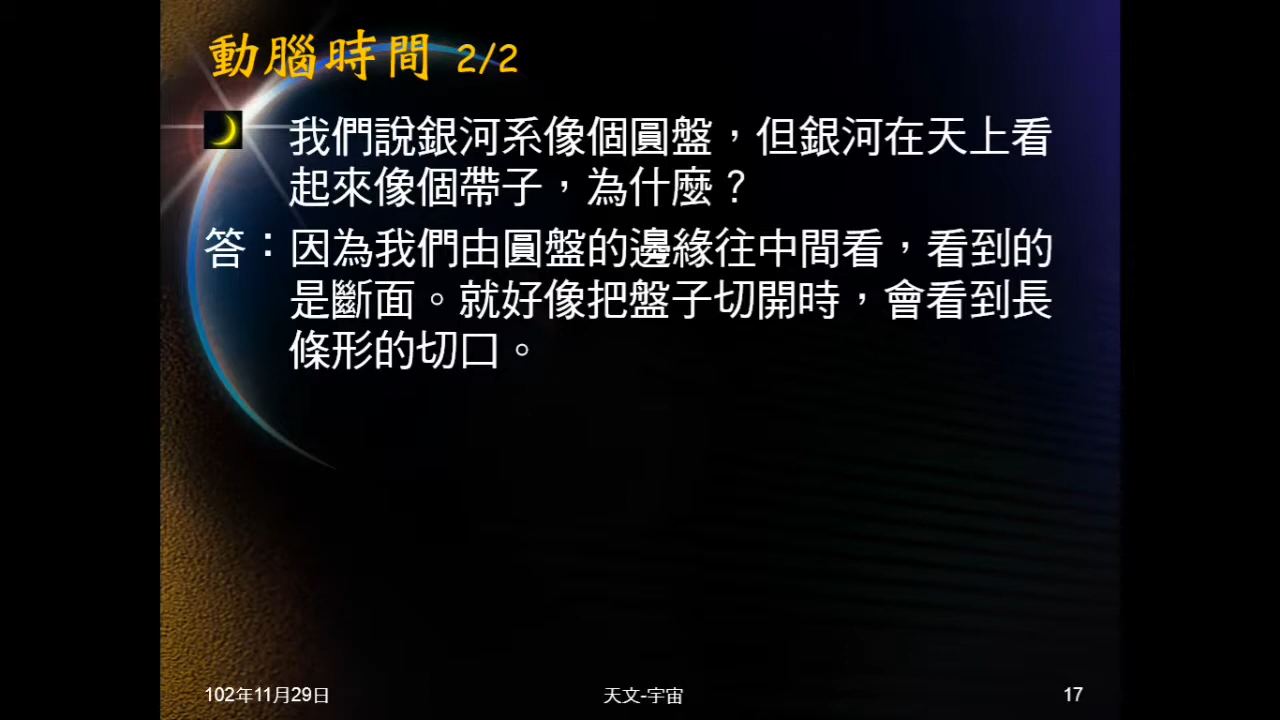 動腦時間 2/2
我們說銀河系像個圓盤，但銀河在天上看
起來像個帶子，為什麼？
答：因為我們由圓盤的邊緣往中間看，看到的
是斷面。就好像把盤子切開時，會看到長
條形的切口。
102年11月29日
天文-宇宙
17